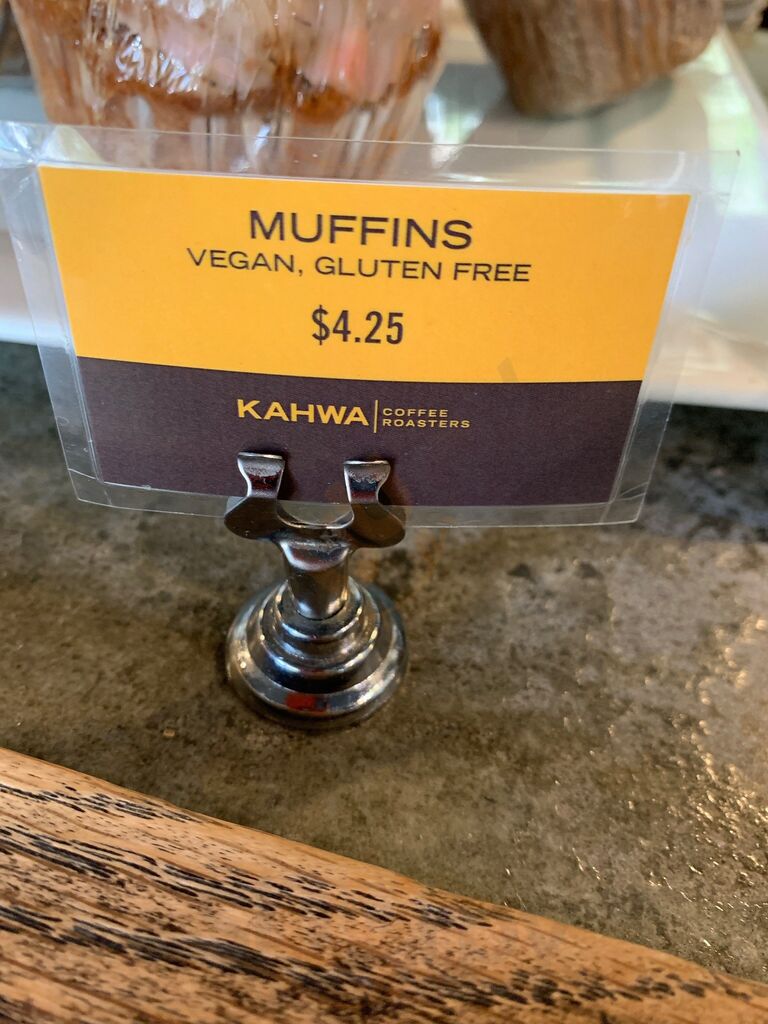 MUFFINS
VEGAN, GLUTEN FREE
$4.25
KAHWA | COFFEE
ROASTERS